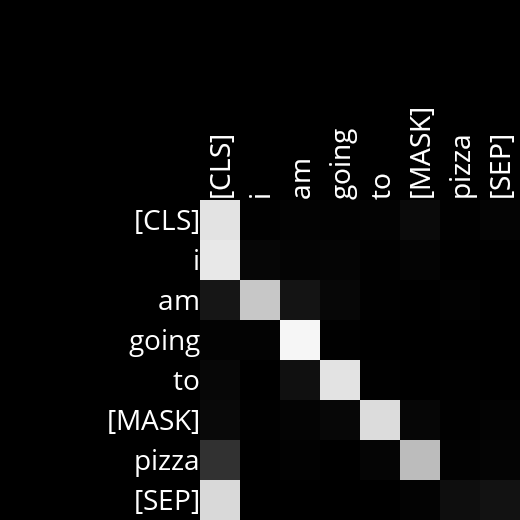 [CLS]
i
am
going
to
[MASK]
pizza
[SEP]
[CLS]
i
am
going
to
[MASK]
pizza
[SEP]